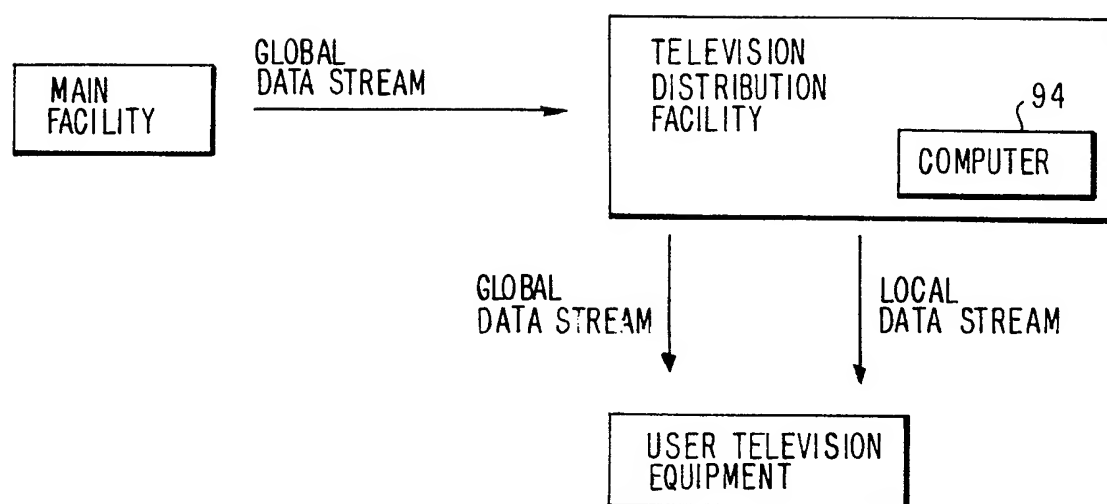 MAIN
FACILITY
GLOBAL
DATA STREAM
TELEVISION
DISTRIBUTION
FACILITY
94
COMPUTER
GLOBAL
DATA STREAM
LOCAL
DATA STREAM
USER TELEVISION
EQUIPMENT